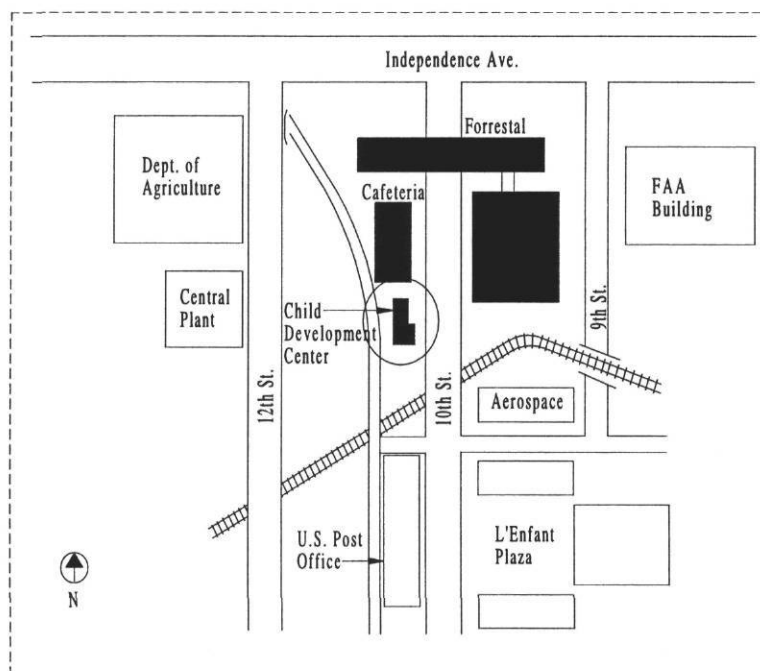 Independence Ave.
Forrestal
Dept. of
Agriculture
FAA
Building
Cafeteria
Central
Plant
Child
Development
Center
9th St.
12th St.
10th St.
Aerospace
U.S. Post
Office
L'Enfant
Plaza
N